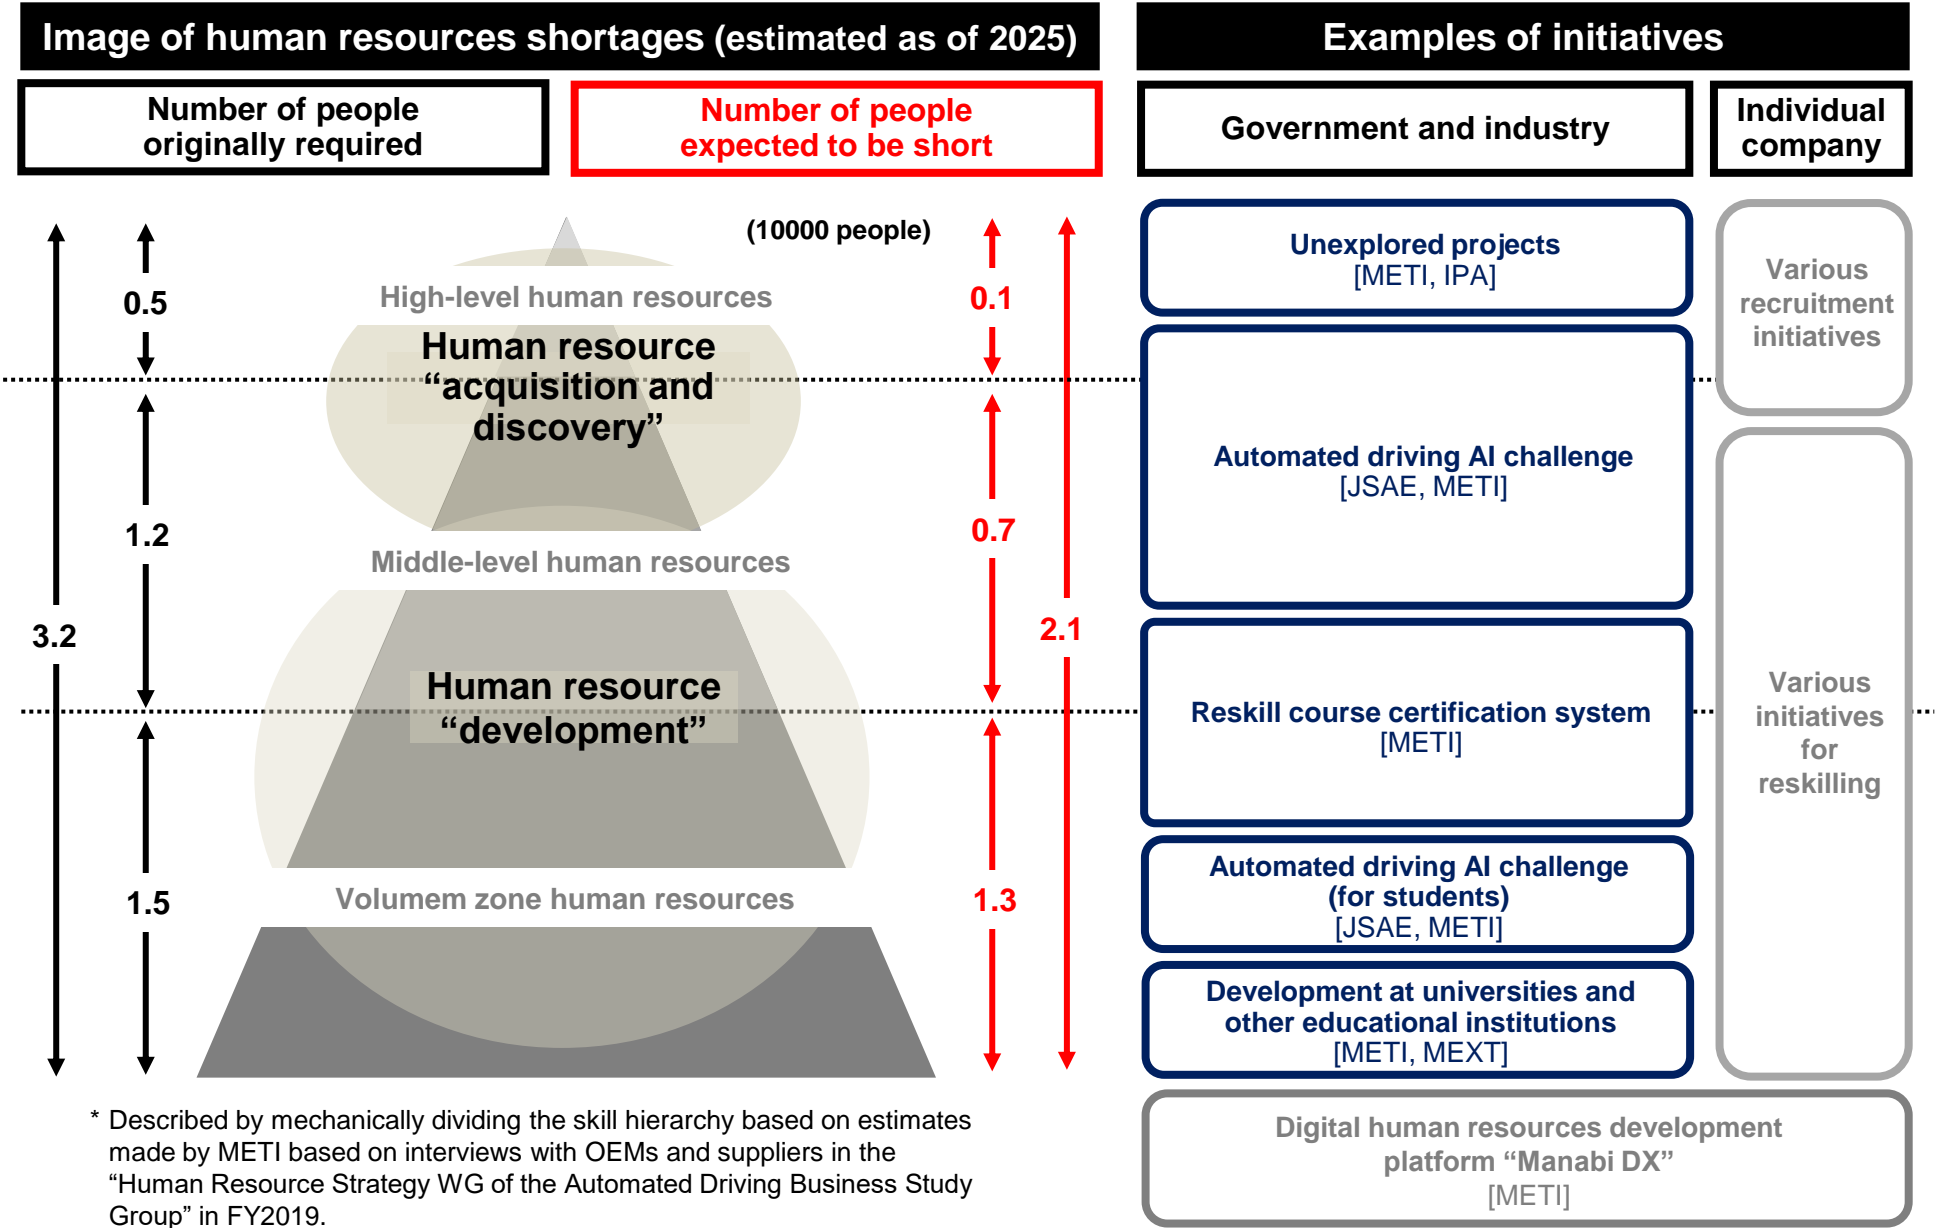 Image of human resources shortages (estimated as of 2025)
Number of people
originally required
Number of people
expected to be short
(10000 people)
0.5
1.2
3.2
1.5
High-level human resources
Human resource
“acquisition and
discovery”
Middle-level human resources
Human resource
“development”
Volumem zone human resources
0.1
0.7
2.1
1.3
* Described by mechanically dividing the skill hierarchy based on estimates
made by METI based on interviews with OEMs and suppliers in the
“Human Resource Strategy WG of the Automated Driving Business Study
Group” in FY2019.
Examples of initiatives
Government and industry
Individual
company
Unexplored projects
[METI, IPA]
Automated driving AI challenge
[JSAE, METI]
Reskill course certification system
[METI]
Automated driving AI challenge
(for students)
[JSAE, METI]
Development at universities and
other educational institutions
[METI, MEXT]
Various
recruitment
initiatives
Various
initiatives
for
reskilling
Digital human resources development
platform “Manabi DX”
[METI]